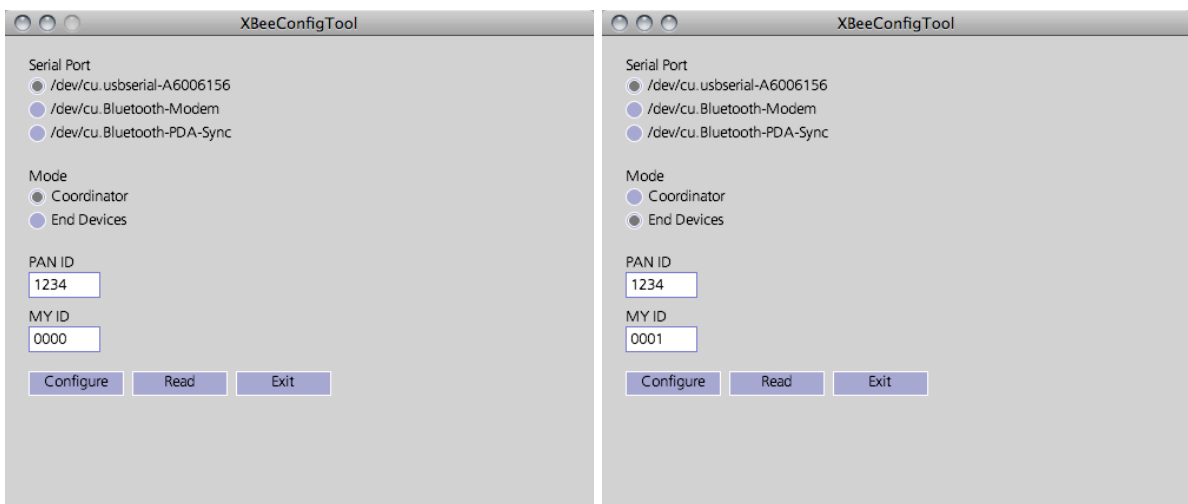 XBeeConfigTool
Serial Port
/dev/cu.usbserial-A6006156
/dev/cu.Bluetooth-Modem
/dev/cu.Bluetooth-PDA-Sync
Mode
Coordinator
End Devices
PAN ID
1234
MY ID
0000
Configure Read Exit
XBeeConfigTool
Serial Port
/dev/cu.usbserial-A6006156
/dev/cu.Bluetooth-Modem
/dev/cu.Bluetooth-PDA-Sync
Mode
Coordinator
End Devices
PAN ID
1234
MY ID
0001
Configure Read Exit